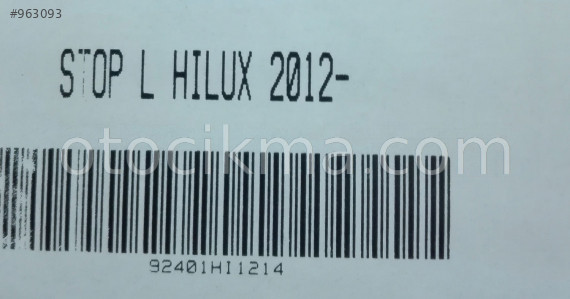 #963093
STOP L HILUX 2012-
otocikma.com
92401HI1214